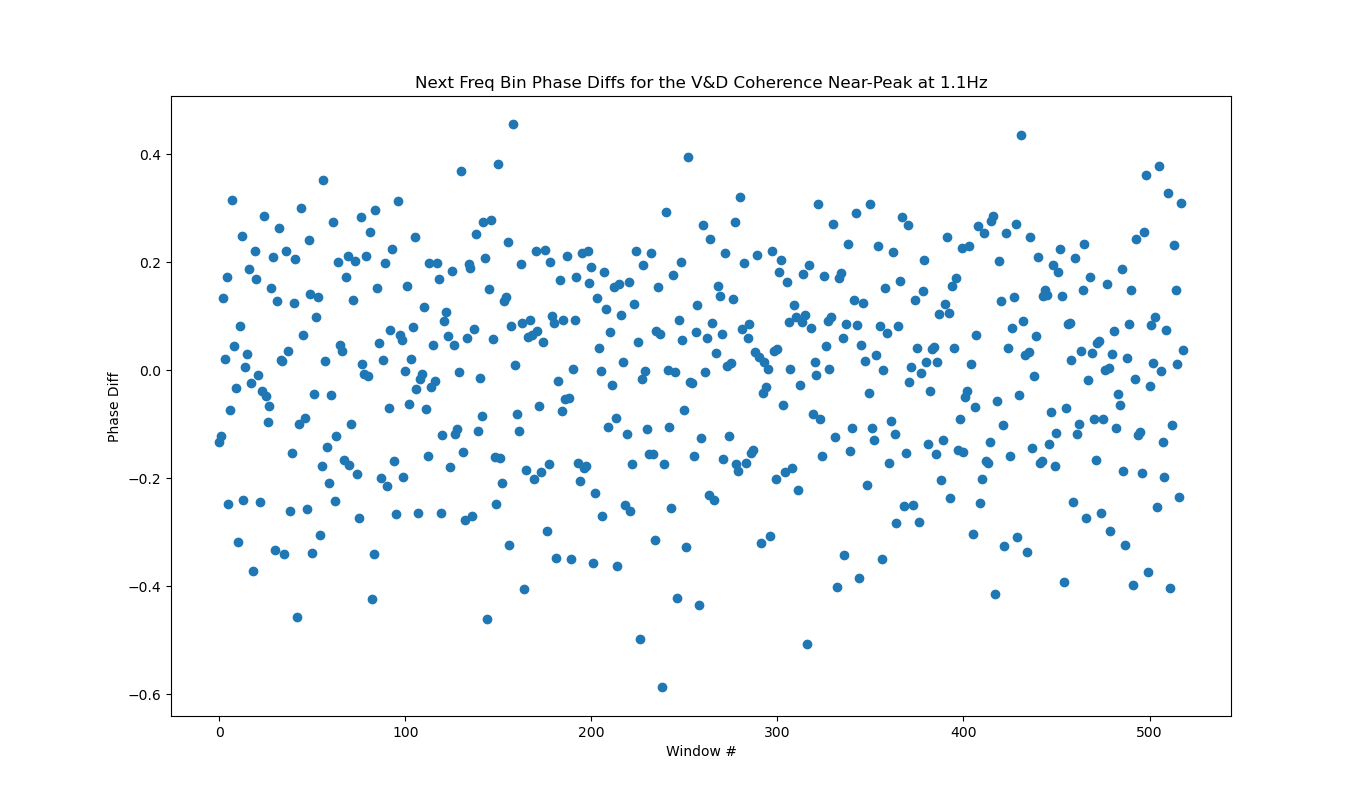 Next Freq Bin Phase Diffs for the V&D Coherence Near-Peak at 1.1Hz
0.4
0.2
0.0
−0.2
−0.4
−0.6
Phase Diff
0 100 200 300 400 500
Window #